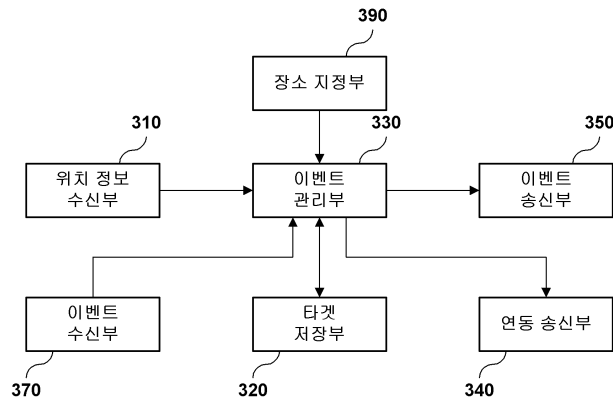 390
장소 지정부
310
330
350
위치 정보
수신부
이벤트
관리부
이벤트
송신부
이벤트
수신부
타겟
저장부
연동 송신부
370
320
340